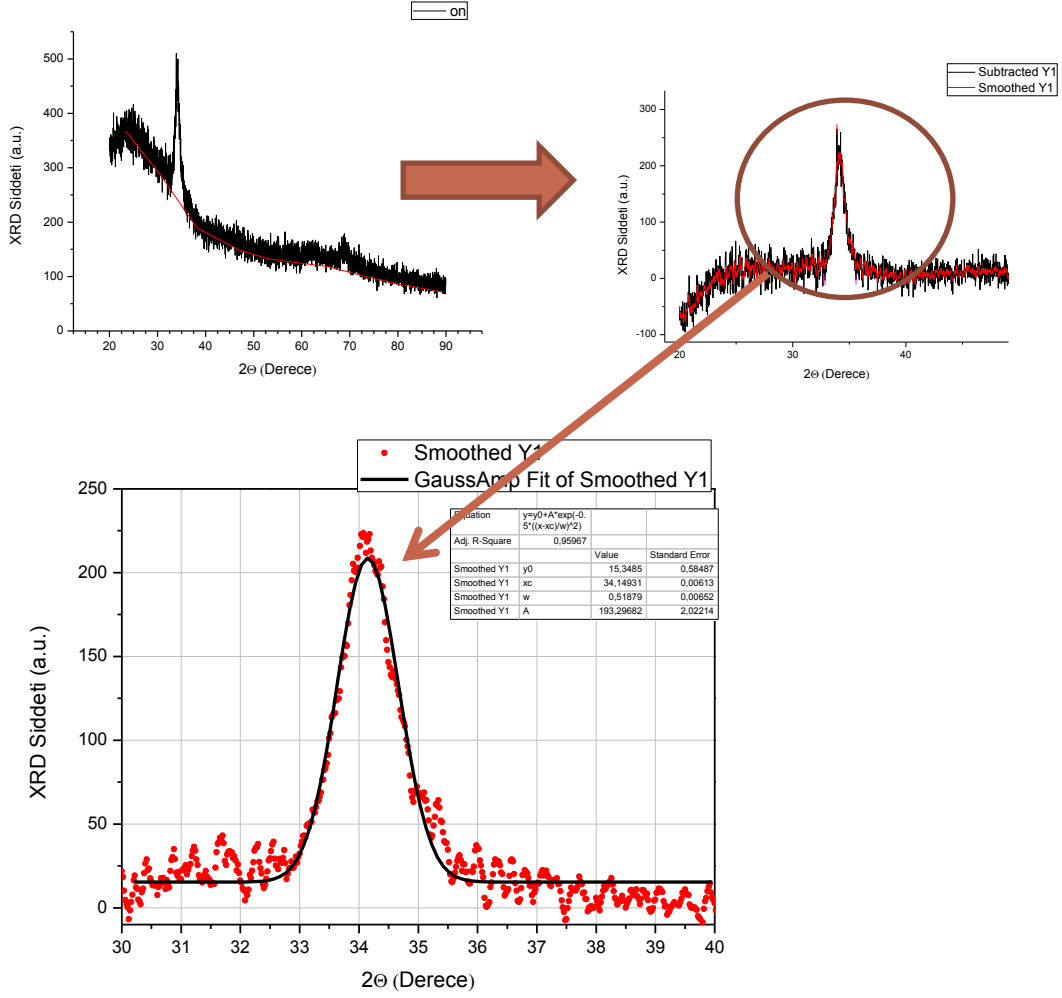 on
500
400
300
200
100
0
XRD Siddeti (a.u.)
10 20 30 40 50 60 70 80 90
2Θ (Derece)
Subtracted Y1
Smoothed Y1
300
200
100
0
-100
XRD Siddeti (a.u.)
20 30 40
2Θ (Derece)
Smoothed Y1
GaussAmp Fit of Smoothed Y1
Equation y=y0+A*exp(-0.
5*((x-xc)/w)^2)
Adj. R-Square 0,95967
Value Standard Error
Smoothed Y1 y0 15,3485 0,58487
Smoothed Y1 xc 34,14931 0,00613
Smoothed Y1 w 0,51879 0,00652
Smoothed Y1 A 193,29682 2,02214
250
200
150
100
50
0
XRD Siddeti (a.u.)
30 31 32 33 34 35 36 37 38 39 40
2Θ (Derece)